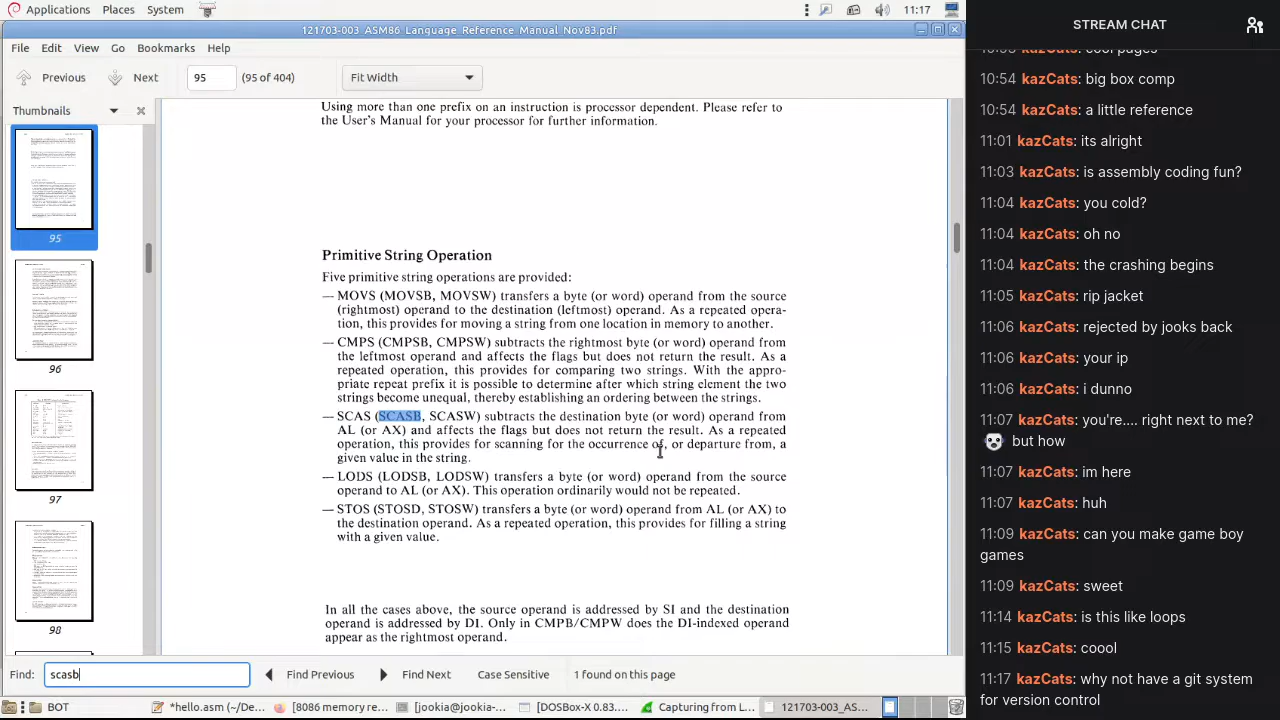 Applications Places System 11:17
121703-003_ASM86_Language_Reference_Manual_Nov83.pdf
File Edit View Go Bookmarks Help
Previous Next 95 (95 of 404) Fit Width
Thumbnails
95
96
97
98
Using more than one prefix on an instruction is processor dependent. Please refer to
the User's Manual for your processor for further information.
Primitive String Operation
Five primitive string operations are provided:
— MOVS (MOVSB, MOVSW) transfers a byte (or word) operand from the source
(rightmost)operand to the destination (leftmost) operand. As a repeated opera-
tion, this provides for moving a string from one location in memory to another.
— CMPS (CMPSB, CMPSW) subtracts the rightmost byte (or word) operand from
the leftmost operand and affects the flags but does not return the result. As a
repeated operation, this provides for comparing two strings. With the appro-
priate repeat prefix it is possible to determine after which string element the two
strings become unequal, thereby establishing an ordering between the strings.
— SCAS (SCASB, SCASW) subtracts the destination byte (or word) operand from
AL (or AX) and affects the flags but does not return the result. As a repeated
operation, this provides for scanning for the occurrence of, or departure from, a
given value in the string.
— LODS (LODSB, LODSW) transfers a byte (or word) operand from the source
operand to AL (or AX). This operation ordinarily would not be repeated.
— STOS (STOSD, STOSW) transfers a byte (or word) operand from AL (or AX) to
the destination operand. As a repeated operation, this provides for filling a string
with a given value.
In all the cases above, the source operand is addressed by SI and the destination
operand is addressed by DI. Only in CMPB/CMPW does the DI-indexed operand
appear as the rightmost operand.
Find: scasb Find Previous Find Next Case Sensitive 1 found on this page
BOT *hello.asm (~/De... [8086 memory... [jookia@jookia-... [DOSBox-X 0.83... Capturing from L... 121703-003_AS...
STREAM CHAT
kazCats: cool pages
10:54 kazCats: big box comp
10:54 kazCats: a little reference
11:01 kazCats: its alright
11:03 kazCats: is assembly coding fun?
11:04 kazCats: you cold?
11:04 kazCats: oh no
11:04 kazCats: the crashing begins
11:05 kazCats: rip jacket
11:06 kazCats: rejected by jooks back
11:06 kazCats: your ip
11:06 kazCats: i dunno
11:07 kazCats: you're.... right next to me?
but how
11:07 kazCats: im here
11:07 kazCats: huh
11:09 kazCats: can you make game boy
games
11:09 kazCats: sweet
11:14 kazCats: is this like loops
11:15 kazCats: coool
11:17 kazCats: why not have a git system
for version control